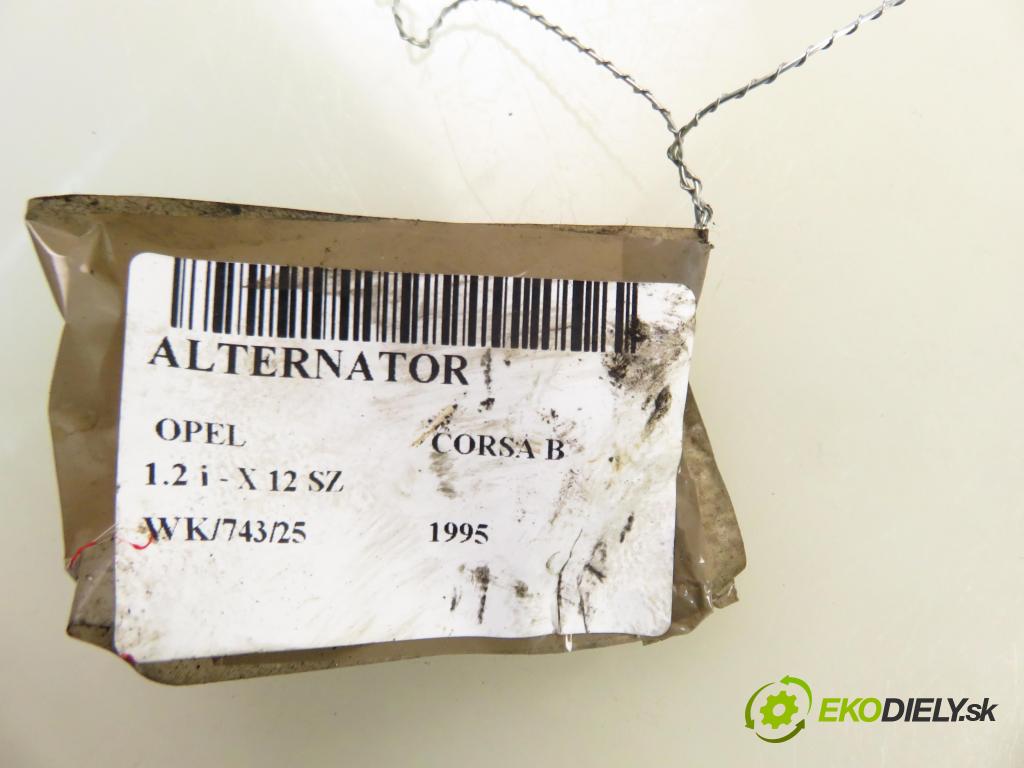 ALTERNATOR
OPEL CORSA B
1.2 i - X 12 SZ
WK/743/25 1995
EKODIELY.sk